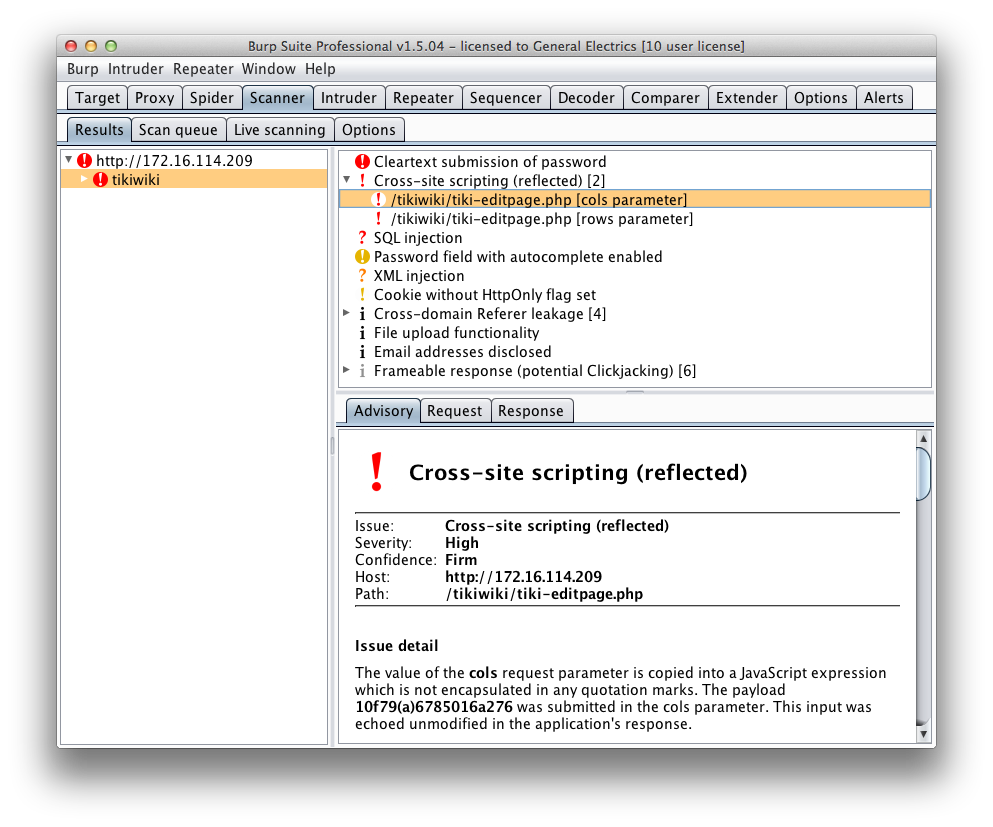 Burp Suite Professional v1.5.04 - licensed to General Electrics [10 user license]
Burp Intruder Repeater Window Help
Target Proxy Spider Scanner Intruder Repeater Sequencer Decoder Comparer Extender Options Alerts
Results Scan queue Live scanning Options
http://172.16.114.209
tikiwiki
Cleartext submission of password
Cross-site scripting (reflected) [2]
/tikiwiki/tiki-editpage.php [cols parameter]
/tikiwiki/tiki-editpage.php [rows parameter]
SQL injection
Password field with autocomplete enabled
XML injection
Cookie without HttpOnly flag set
Cross-domain Referer leakage [4]
File upload functionality
Email addresses disclosed
Frameable response (potential Clickjacking) [6]
Advisory Request Response
Cross-site scripting (reflected)
Issue: Cross-site scripting (reflected)
Severity: High
Confidence: Firm
Host: http://172.16.114.209
Path: /tikiwiki/tiki-editpage.php
Issue detail
The value of the cols request parameter is copied into a JavaScript expression
which is not encapsulated in any quotation marks. The payload
10f79(a)6785016a276 was submitted in the cols parameter. This input was
echoed unmodified in the application's response.